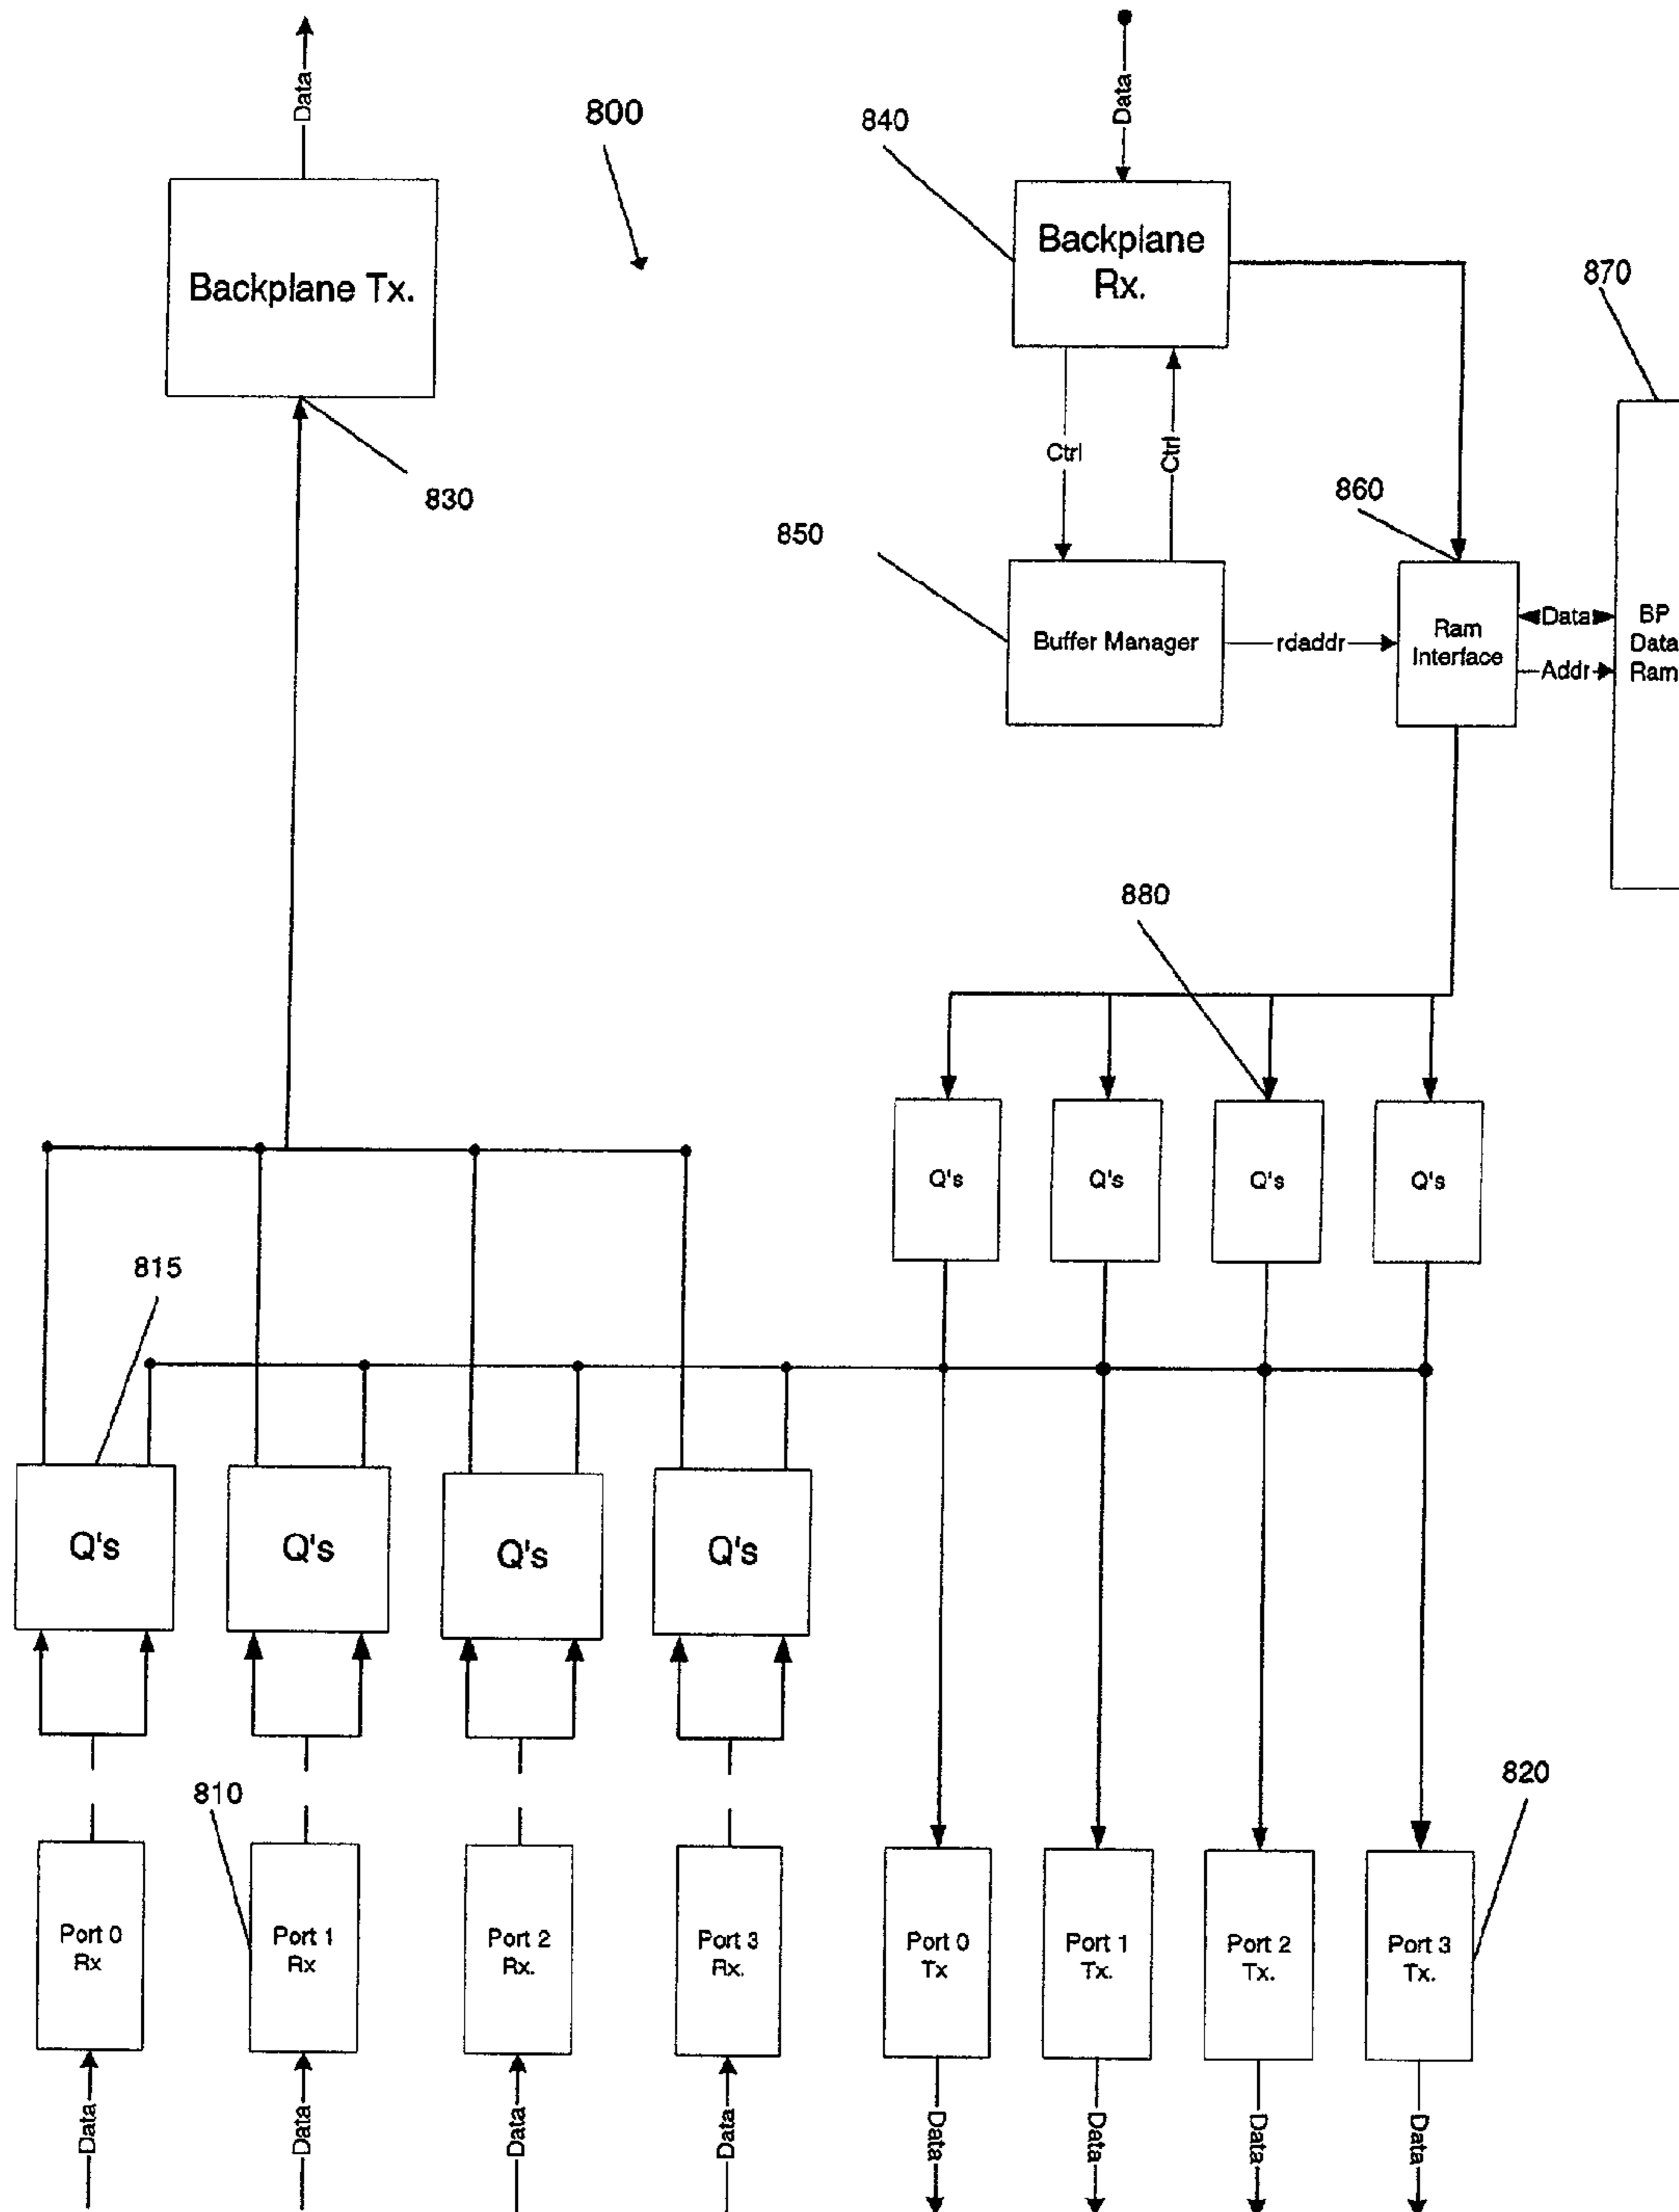 Data
Data
800
840
Backplane Tx.
Backplane
Rx.
870
830
Ctrl
Ctrl
860
850
Buffer Manager
rdaddr
Ram
Interface
Data
Addr
BP
Data
Ram
880
Q's
Q's
Q's
Q's
815
Q's
Q's
Q's
Q's
810
820
Port 0
Rx
Port 1
Rx
Port 2
Rx.
Port 3
Rx.
Port 0
Tx
Port 1
Tx.
Port 2
Tx.
Port 3
Tx.
Data
Data
Data
Data
Data
Data
Data
Data